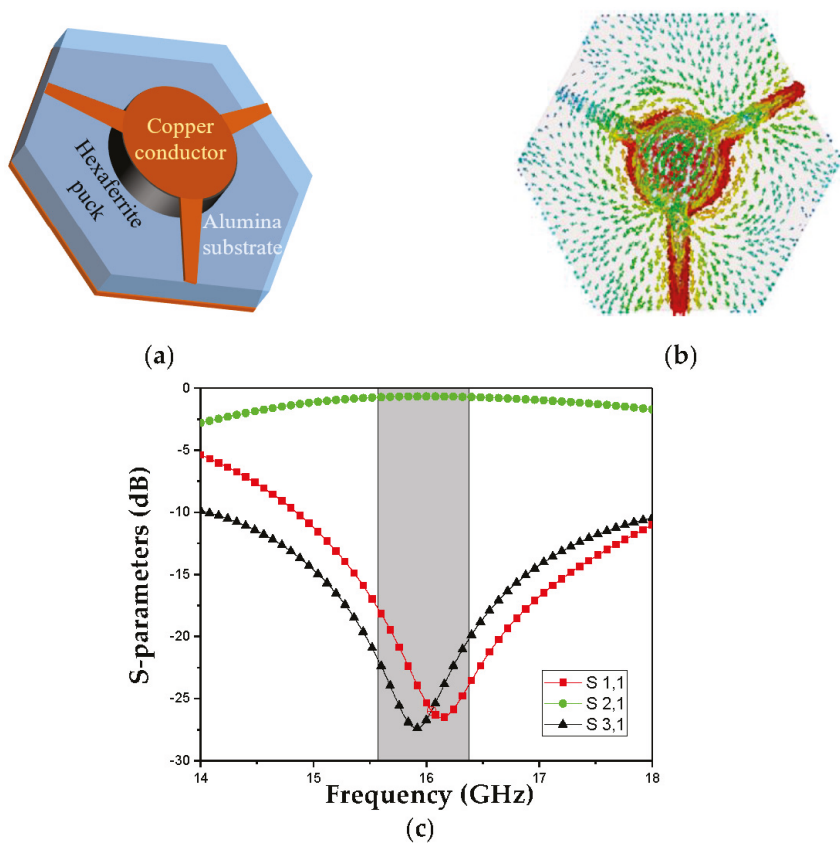 Copper
conductor
Hexaferrite
puck
Alumina
substrate
(a)
(b)
0
-5
-10
-15
-20
-25
-30
S-parameters (dB)
S 1,1
S 2,1
S 3,1
14
15
16
17
18
Frequency (GHz)
(c)